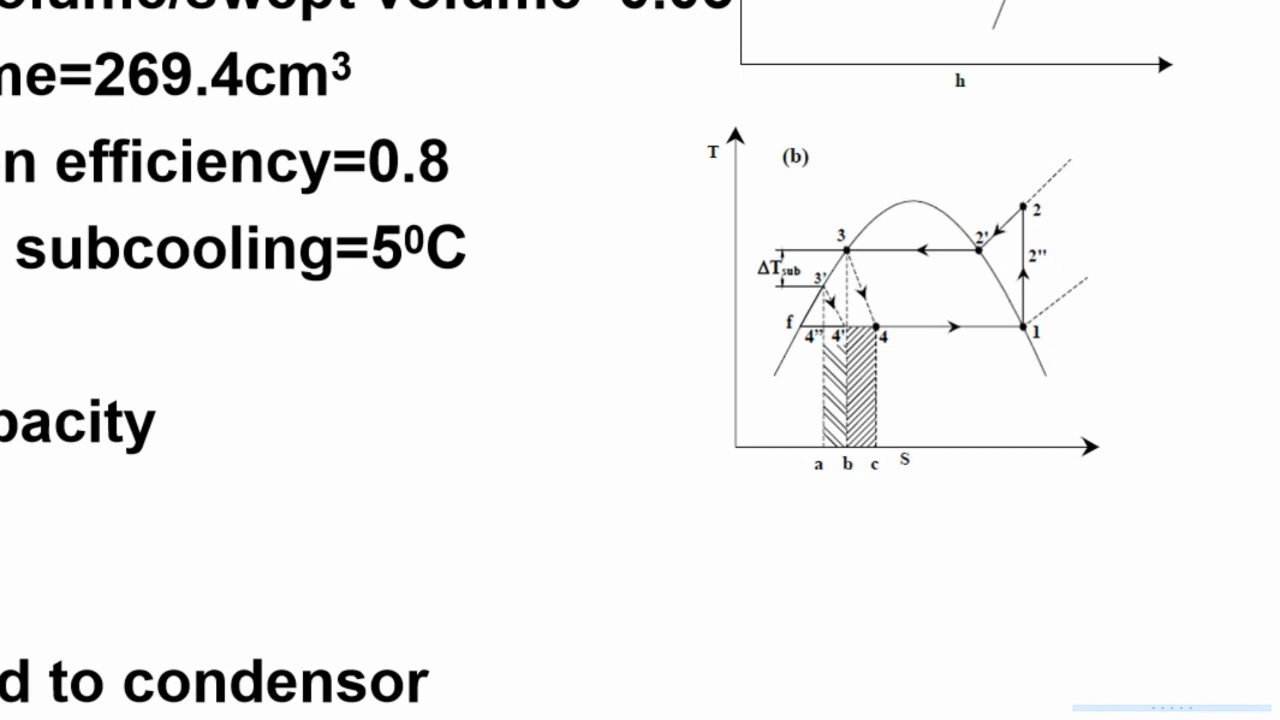 me=269.4cm³
n efficiency=0.8
subcooling=5⁰C
pacity
d to condensor
h
T
(b)
2
3
2'
2"
ΔTsub
3'
f
4"
4'
4
1
a b c S